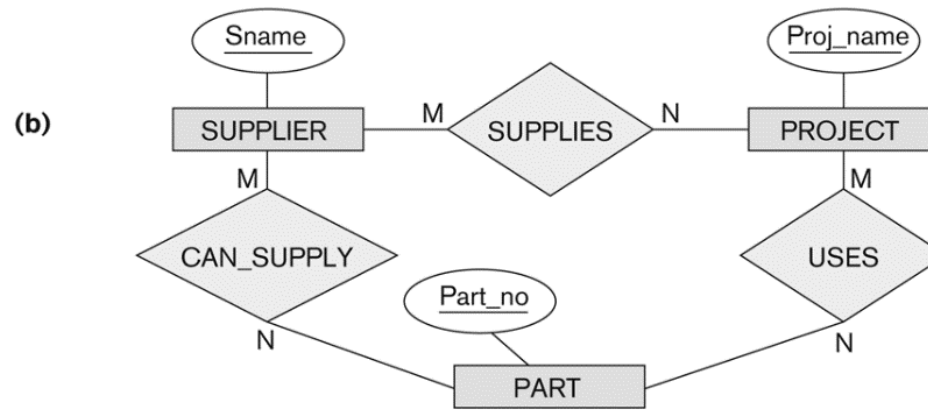 Sname
Proj_name
(b)
M
N
SUPPLIER
SUPPLIES
PROJECT
M
M
CAN_SUPPLY
USES
Part_no
N
N
PART